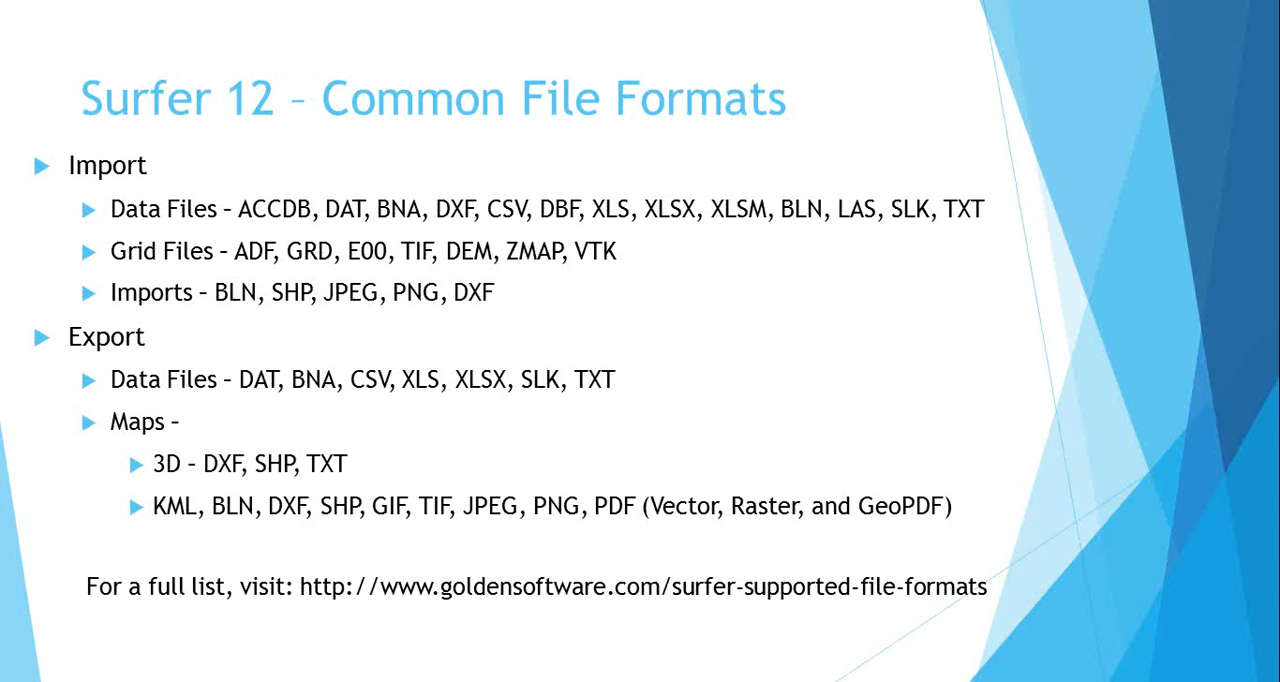 Surfer 12 – Common File Formats
Import
Data Files – ACCDB, DAT, BNA, DXF, CSV, DBF, XLS, XLSX, XLSM, BLN, LAS, SLK, TXT
Grid Files – ADF, GRD, E00, TIF, DEM, ZMAP, VTK
Imports – BLN, SHP, JPEG, PNG, DXF
Export
Data Files – DAT, BNA, CSV, XLS, XLSX, SLK, TXT
Maps –
3D – DXF, SHP, TXT
KML, BLN, DXF, SHP, GIF, TIF, JPEG, PNG, PDF (Vector, Raster, and GeoPDF)
For a full list, visit: http://www.goldensoftware.com/surfer-supported-file-formats